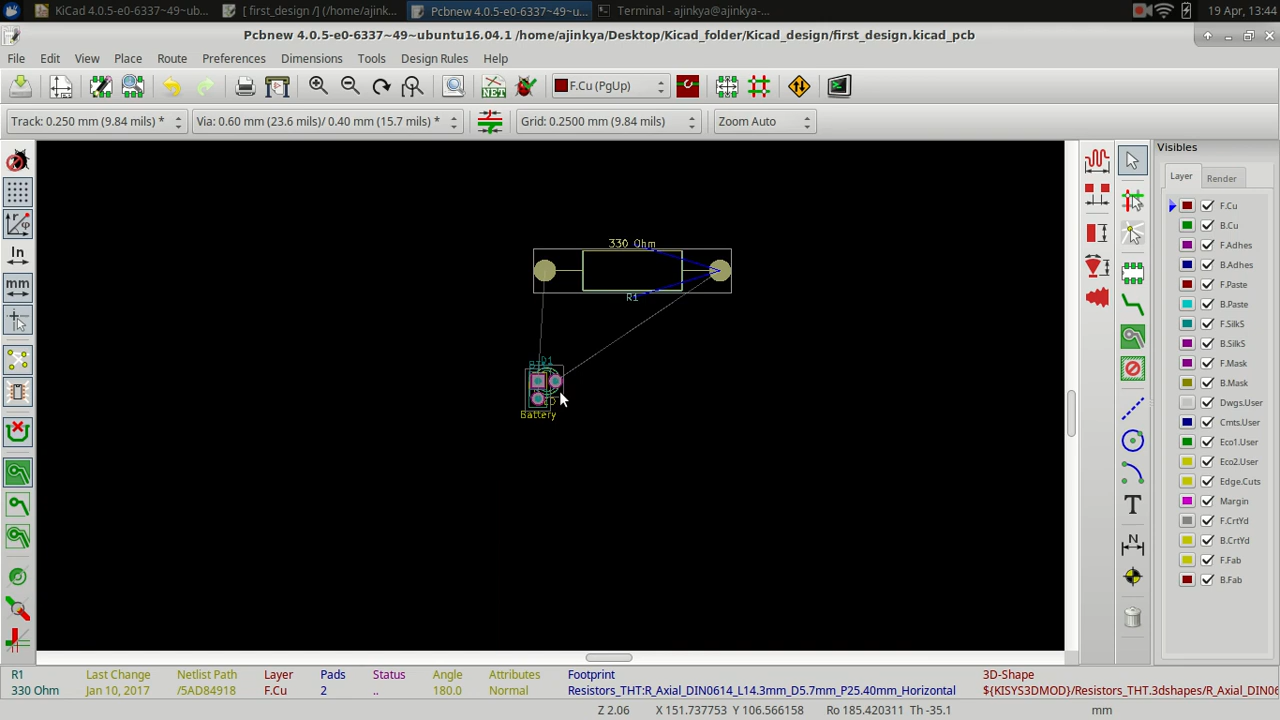 KiCad 4.0.5-e0-6337~49~ub...
[ first_design /] (/home/ajink...
Pcbnew 4.0.5-e0-6337~49~u...
Terminal - ajinkya@ajinkya-...
19 Apr, 13:44
Pcbnew 4.0.5-e0-6337~49~ubuntu16.04.1 /home/ajinkya/Desktop/Kicad_folder/Kicad_design/first_design.kicad_pcb
File Edit View Place Route Preferences Dimensions Tools Design Rules Help
NET
F.Cu (PgUp)
Track: 0.250 mm (9.84 mils) *
Via: 0.60 mm (23.6 mils)/ 0.40 mm (15.7 mils) *
Grid: 0.2500 mm (9.84 mils)
Zoom Auto
Visibles
Layer Render
In
mm
330 Ohm
R1
Battery
T
N
F.Cu
B.Cu
F.Adhes
B.Adhes
F.Paste
B.Paste
F.SilkS
B.SilkS
F.Mask
B.Mask
Dwgs.User
Cmts.User
Eco1.User
Eco2.User
Edge.Cuts
Margin
F.CrtYd
B.CrtYd
F.Fab
B.Fab
R1 Last Change Netlist Path Layer Pads Status Angle Attributes Footprint 3D-Shape
330 Ohm Jan 10, 2017 /5AD84918 F.Cu 2 .. 180.0 Normal Resistors_THT:R_Axial_DIN0614_L14.3mm_D5.7mm_P25.40mm_Horizontal ${KISYS3DMOD}/Resistors_THT.3dshapes/R_Axial_DIN06
Z 2.06 X 151.737753 Y 106.566158 Ro 185.420311 Th -35.1 mm